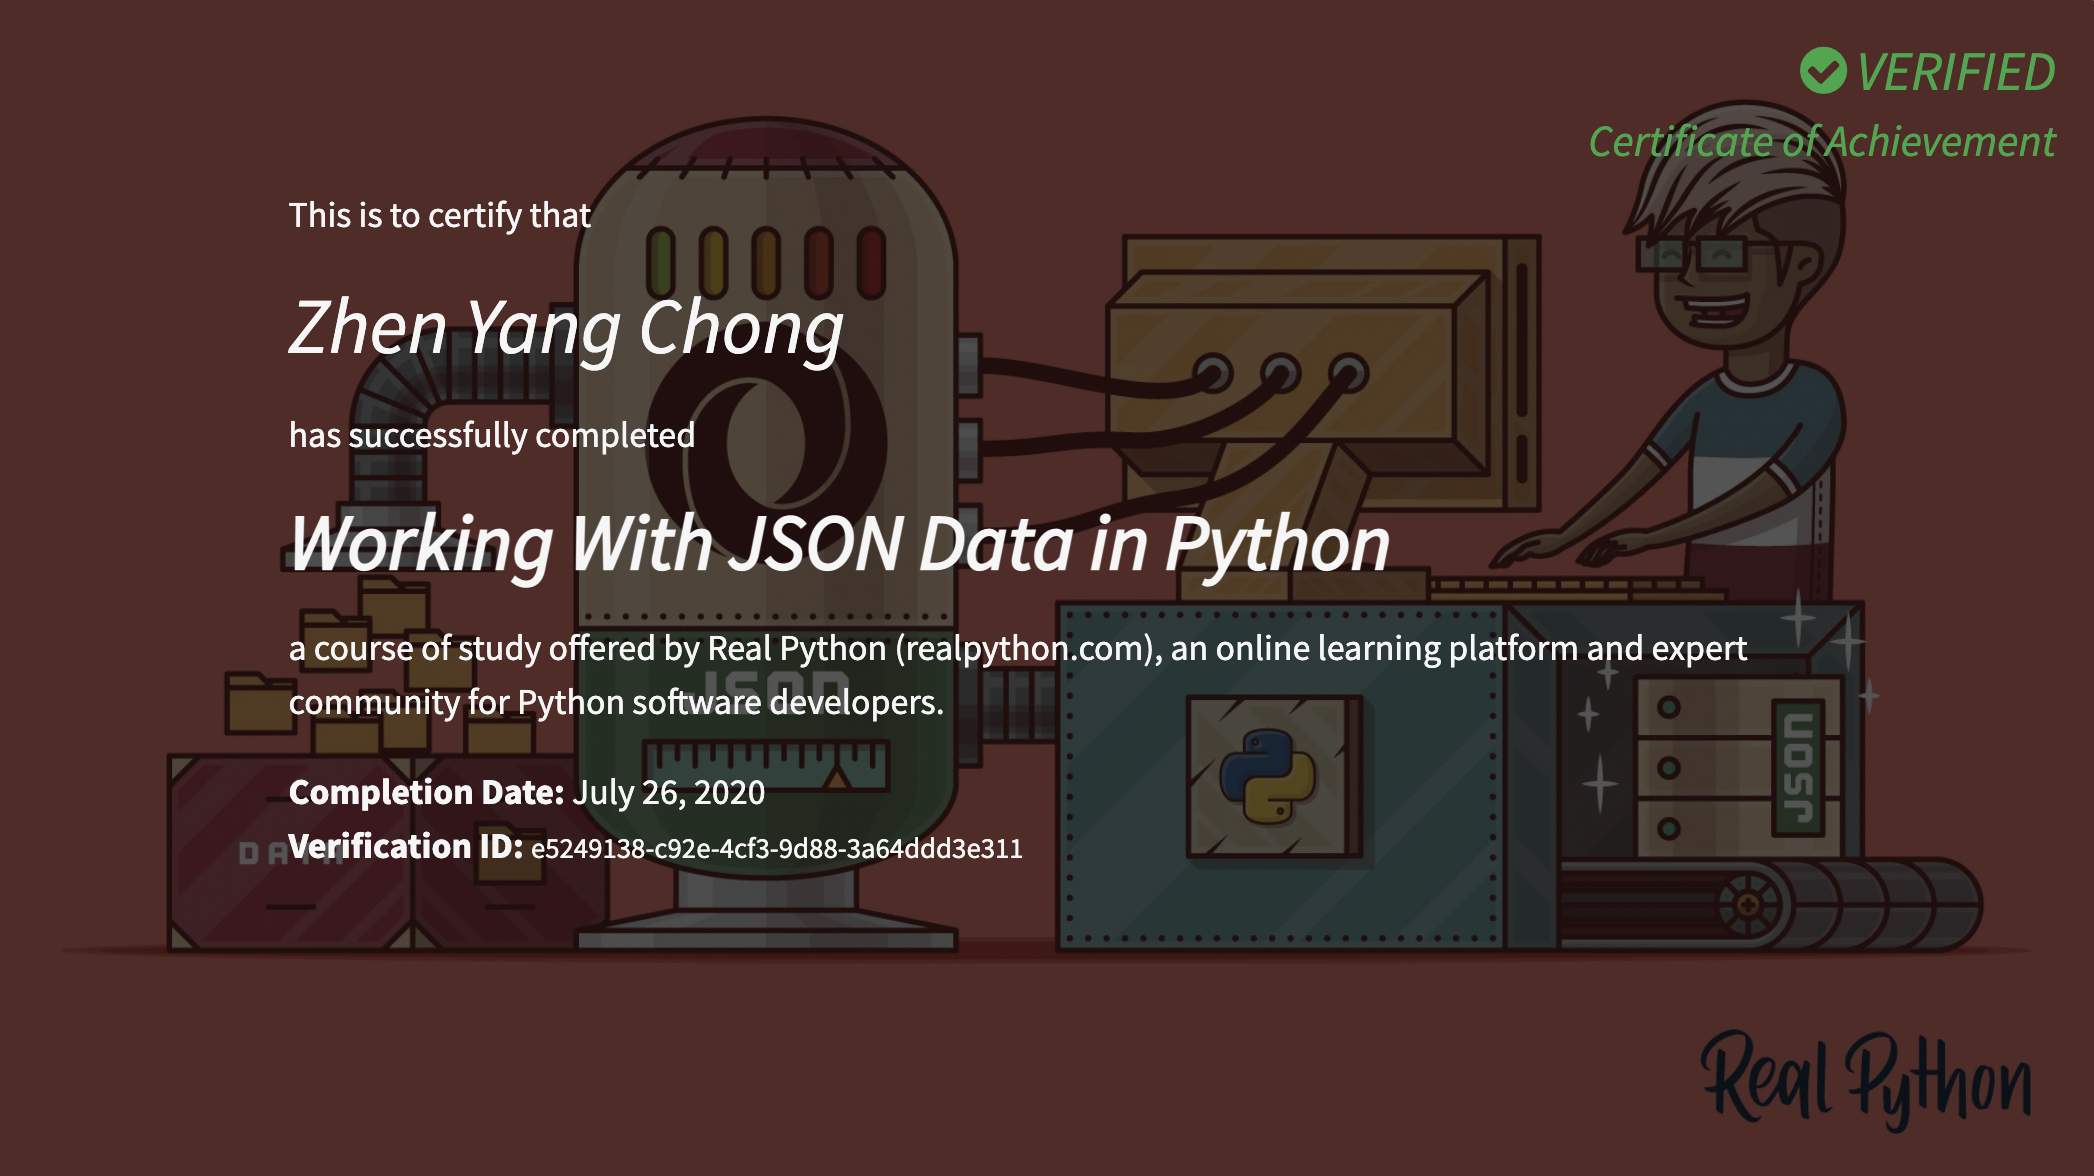 VERIFIED
Certificate of Achievement
This is to certify that
Zhen Yang Chong
has successfully completed
Working With JSON Data in Python
a course of study offered by Real Python (realpython.com), an online learning platform and expert
community for Python software developers.
JSON
Completion Date: July 26, 2020
Verification ID: e5249138-c92e-4cf3-9d88-3a64ddd3e311
DATA
JSON
Real Python